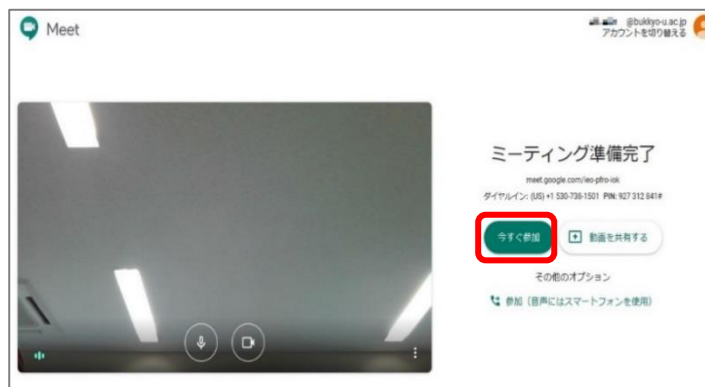 Meet
@bukkyo-u.ac.jp
アカウントを切り替える
ミーティング準備完了
meet.google.com/ieo-pfro-iok
ダイヤルイン: (US) +1 530-738-1501 PIN: 927 312 641#
今すぐ参加
動画を共有する
その他のオプション
参加（音声にはスマートフォンを使用）